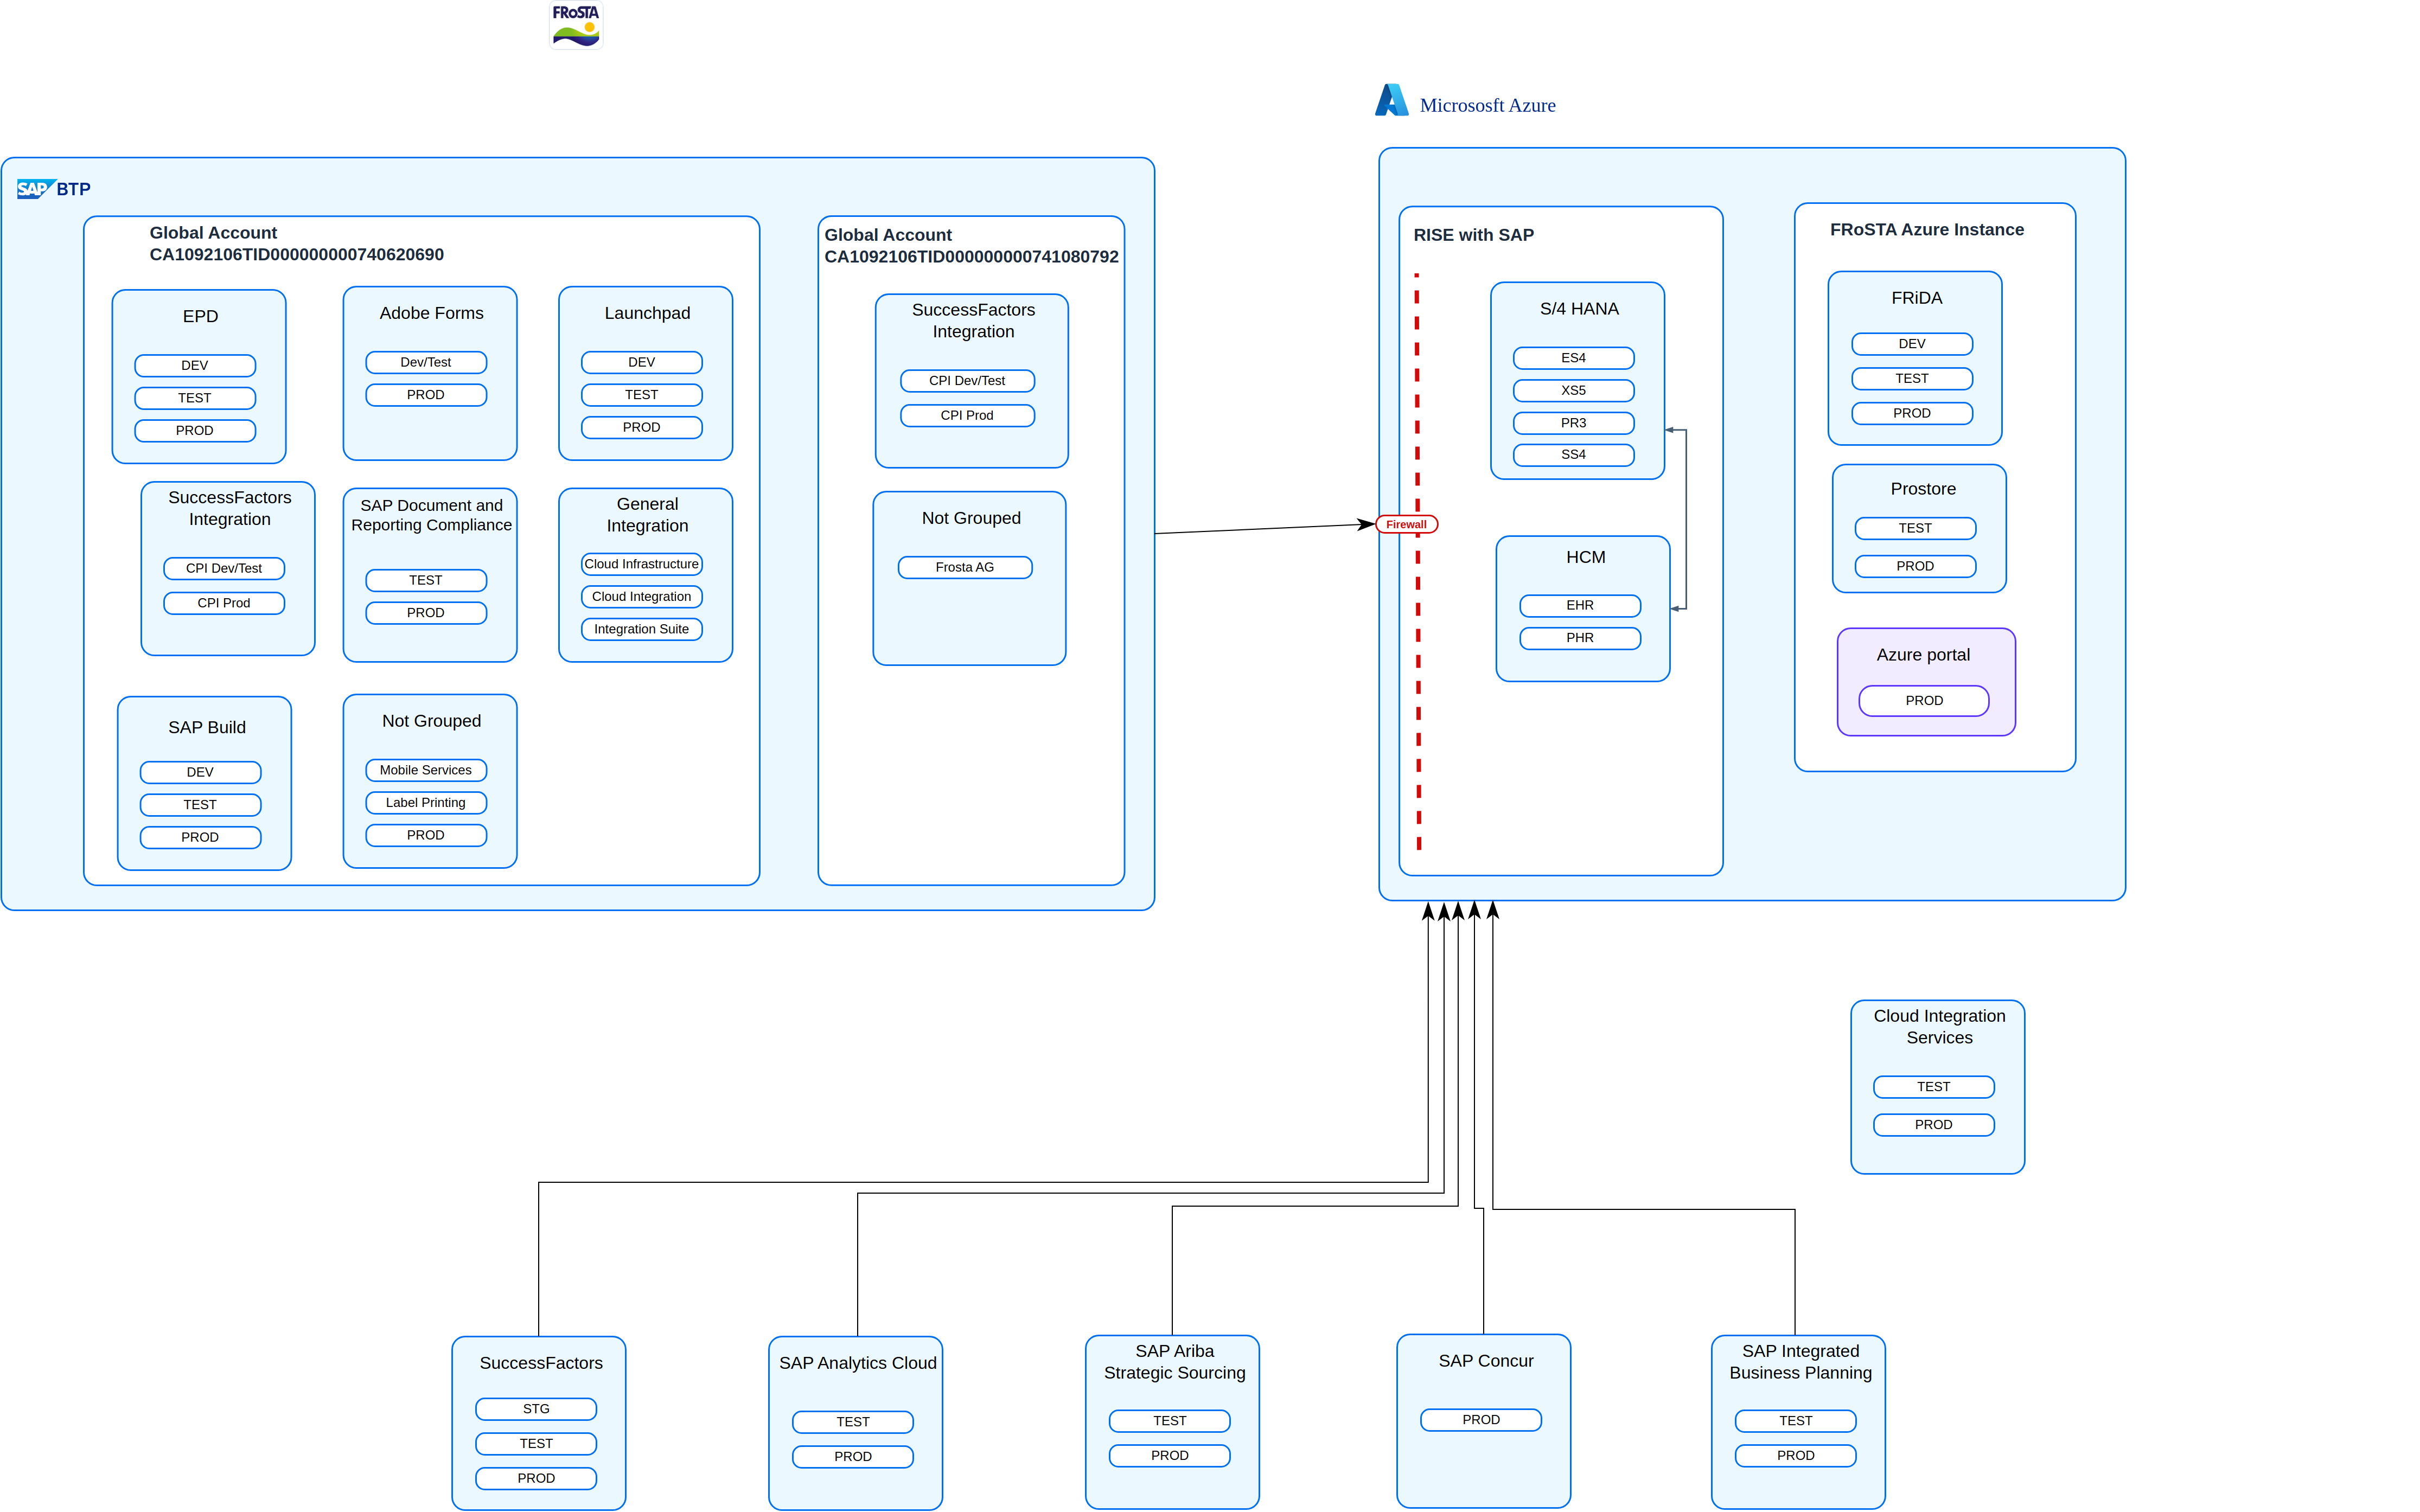 FRoSTA
Micrososft Azure
SAP BTP
Global Account
CA1092106TID000000000740620690
EPD
DEV
TEST
PROD
Adobe Forms
Dev/Test
PROD
Launchpad
DEV
TEST
PROD
SuccessFactors
Integration
CPI Dev/Test
CPI Prod
SAP Document and
Reporting Compliance
TEST
PROD
General
Integration
Cloud Infrastructure
Cloud Integration
Integration Suite
SAP Build
DEV
TEST
PROD
Not Grouped
Mobile Services
Label Printing
PROD
Global Account
CA1092106TID000000000741080792
SuccessFactors
Integration
CPI Dev/Test
CPI Prod
Not Grouped
Frosta AG
RISE with SAP
Firewall
S/4 HANA
ES4
XS5
PR3
SS4
HCM
EHR
PHR
FRoSTA Azure Instance
FRiDA
DEV
TEST
PROD
Prostore
TEST
PROD
Azure portal
PROD
Cloud Integration
Services
TEST
PROD
SuccessFactors
STG
TEST
PROD
SAP Analytics Cloud
TEST
PROD
SAP Ariba
Strategic Sourcing
TEST
PROD
SAP Concur
PROD
SAP Integrated
Business Planning
TEST
PROD